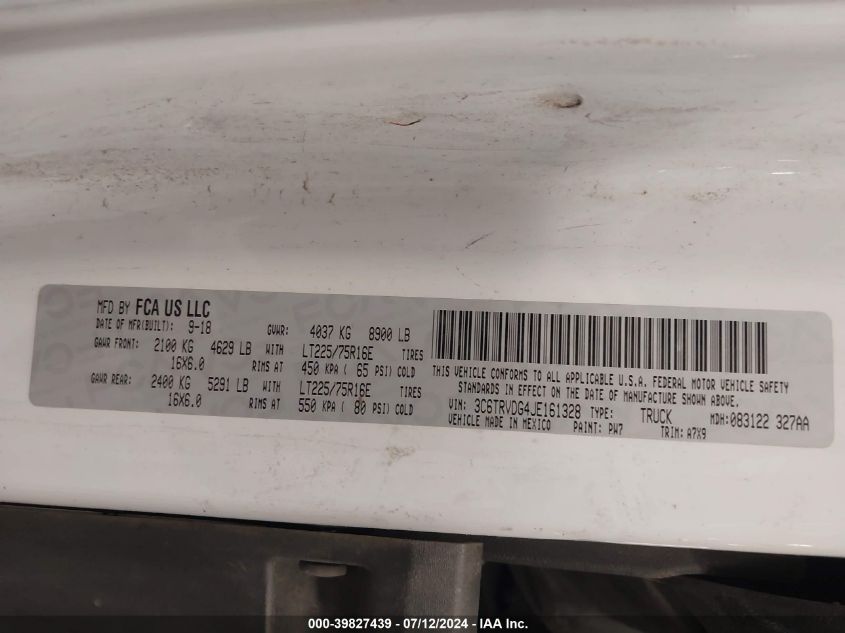 MFD BY FCA US LLC
DATE OF MFR(BUILT): 9-18 GVWR: 4037 KG 8900 LB
GAWR FRONT: 2100 KG 4629 LB WITH LT225/75R16E TIRES
16X6.0 RIMS AT 450 KPA ( 65 PSI) COLD
GAWR REAR: 2400 KG 5291 LB WITH LT225/75R16E TIRES
16X6.0 RIMS AT 550 KPA ( 80 PSI) COLD
THIS VEHICLE CONFORMS TO ALL APPLICABLE U.S.A. FEDERAL MOTOR VEHICLE SAFETY
STANDARDS IN EFFECT ON THE DATE OF MANUFACTURE SHOWN ABOVE.
VIN: 3C6TRVDG4JE161328 TYPE: TRUCK MDH:083122 327AA
VEHICLE MADE IN MEXICO PAINT: PW7 TRIM: A7X9
000-39827439 - 07/12/2024 - IAA Inc.